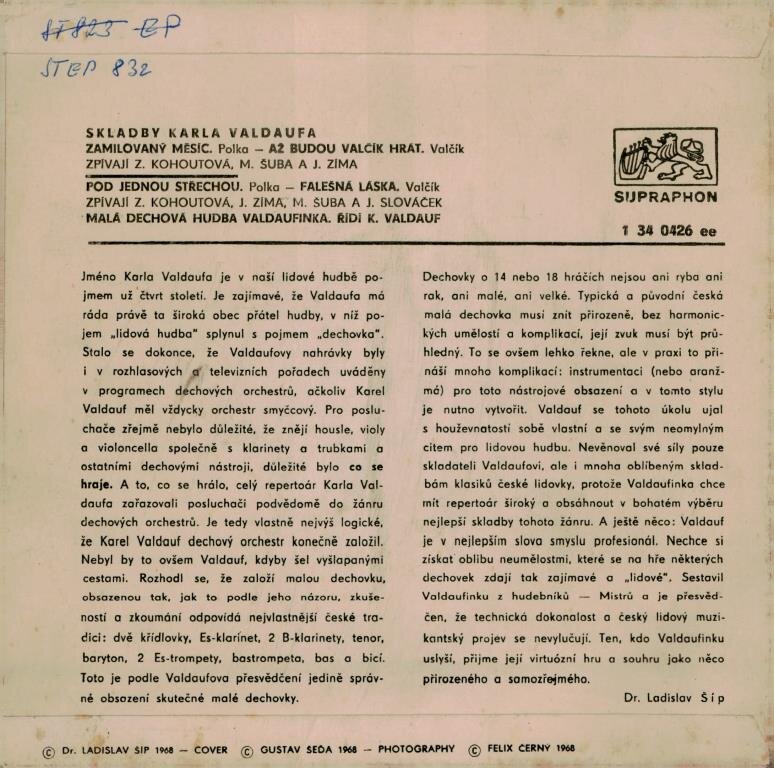 ST 823 EP
STEP 832
SKLADBY KARLA VALDAUFA
ZAMILOVANÝ MĚSÍC. Polka – AŽ BUDOU VALČÍK HRÁT. Valčík
ZPÍVAJÍ Z. KOHOUTOVÁ, M. ŠUBA A J. ZÍMA
POD JEDNOU STŘECHOU. Polka – FALEŠNÁ LÁSKA. Valčík
ZPÍVAJÍ Z. KOHOUTOVÁ, J. ZÍMA, M. ŠUBA A J. SLOVÁČEK
MALÁ DECHOVÁ HUDBA VALDAUFINKA. ŘÍDÍ K. VALDAUF
SUPRAPHON
1 34 0426 ee
Jméno Karla Valdaufa je v naší lidové hudbě po-
jmem už čtvrt století. Je zajímavé, že Valdaufa má
ráda právě ta široká obec přátel hudby, v níž po-
jem „lidová hudba" splynul s pojmem „dechovka".
Stalo se dokonce, že Valdaufovy nahrávky byly
i v rozhlasových a televizních pořadech uváděny
v programech dechových orchestrů, ačkoliv Karel
Valdauf měl vždycky orchestr smyčcový. Pro poslu-
chače zřejmě nebylo důležité, že znějí housle, violy
a violoncella společně s klarinety a trubkami a
ostatními dechovými nástroji, důležité bylo co se
hraje. A to, co se hrálo, celý repertoár Karla Val-
daufa zařazovali posluchači podvědomě do žánru
dechových orchestrů. Je tedy vlastně nejvýš logické,
že Karel Valdauf dechový orchestr konečně založil.
Nebyl by to ovšem Valdauf, kdyby šel vyšlapanými
cestami. Rozhodl se, že založí malou dechovku,
obsazenou tak, jak to podle jeho názoru, zkuše-
ností a zkoumání odpovídá nejvlastnější české tra-
dici: dvě křídlovky, Es-klarinet, 2 B-klarinety, tenor,
baryton, 2 Es-trompety, bastrompeta, bas a bicí.
Toto je podle Valdaufova přesvědčení jedině správ-
né obsazení skutečné malé dechovky.
Dechovky o 14 nebo 18 hráčích nejsou ani ryba ani
rak, ani malé, ani velké. Typická a původní česká
malá dechovka musí znít přirozeně, bez harmonic-
kých umělostí a komplikací, její zvuk musí být prů-
hledný. To se ovšem lehko řekne, ale v praxi to při-
náší mnoho komplikací: instrumentaci (nebo aranž-
má) pro toto nástrojové obsazení a v tomto stylu
je nutno vytvořit. Valdauf se tohoto úkolu ujal
s houževnatostí sobě vlastní a se svým neomylným
citem pro lidovou hudbu. Nevěnoval své síly pouze
skladateli Valdaufovi, ale i mnoha oblíbeným sklad-
bám klasiků české lidovky, protože Valdaufinka chce
mít repertoár široký a obsáhnout v bohatém výběru
nejlepší skladby tohoto žánru. A ještě něco: Valdauf
je v nejlepším slova smyslu profesionál. Nechce si
získat oblibu neumělostmi, které se na hře některých
dechovek zdají tak zajímavé a „lidové". Sestavil
Valdaufinku z hudebníků — Mistrů a je přesvěd-
čen, že technická dokonalost a český lidový muzi-
kantský projev se nevylučují. Ten, kdo Valdaufinku
uslyší, přijme její virtuózní hru a souhru jako něco
přirozeného a samozřejmého.
Dr. Ladislav Šíp
© Dr. LADISLAV ŠÍP 1968 — COVER © GUSTAV ŠEDA 1968 — PHOTOGRAPHY © FELIX ČERNÝ 1968